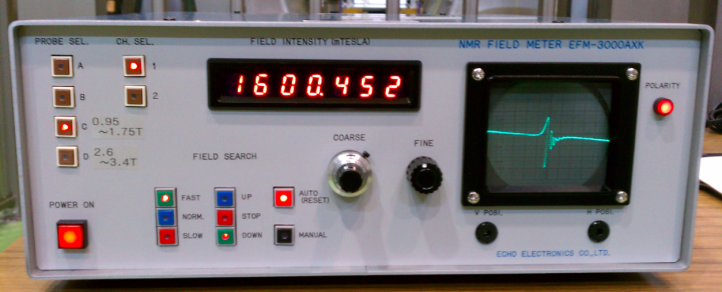 PROBE SEL. CH. SEL. FIELD INTENSITY (mTESLA) NMR FIELD METER EFM-3000AXK
A 1
1600.452
POLARITY
B 2
C 0.95
～1.75T
COARSE FINE
D 2.6
～3.4T
FIELD SEARCH
FAST UP AUTO
(RESET)
POWER ON
NORM. STOP
SLOW DOWN MANUAL
V POSI. H POSI.
ECHO ELECTRONICS CO.,LTD.